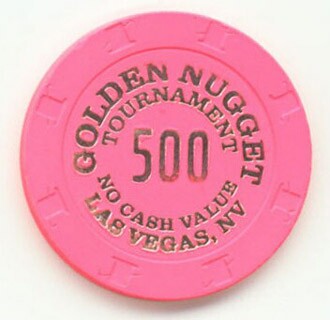 GOLDEN NUGGET
TOURNAMENT
500
NO CASH VALUE
LAS VEGAS, NV